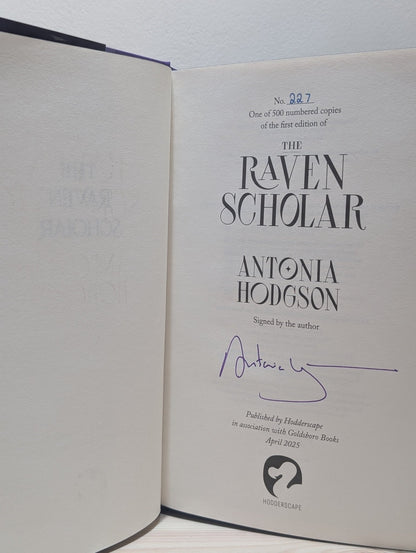 No. 227
One of 500 numbered copies
of the first edition of
THE
RAVEN
SCHOLAR
ANTONIA
HODGSON
Signed by the author
Published by Hodderscape
in association with Goldsboro Books
April 2025
HODDERSCAPE